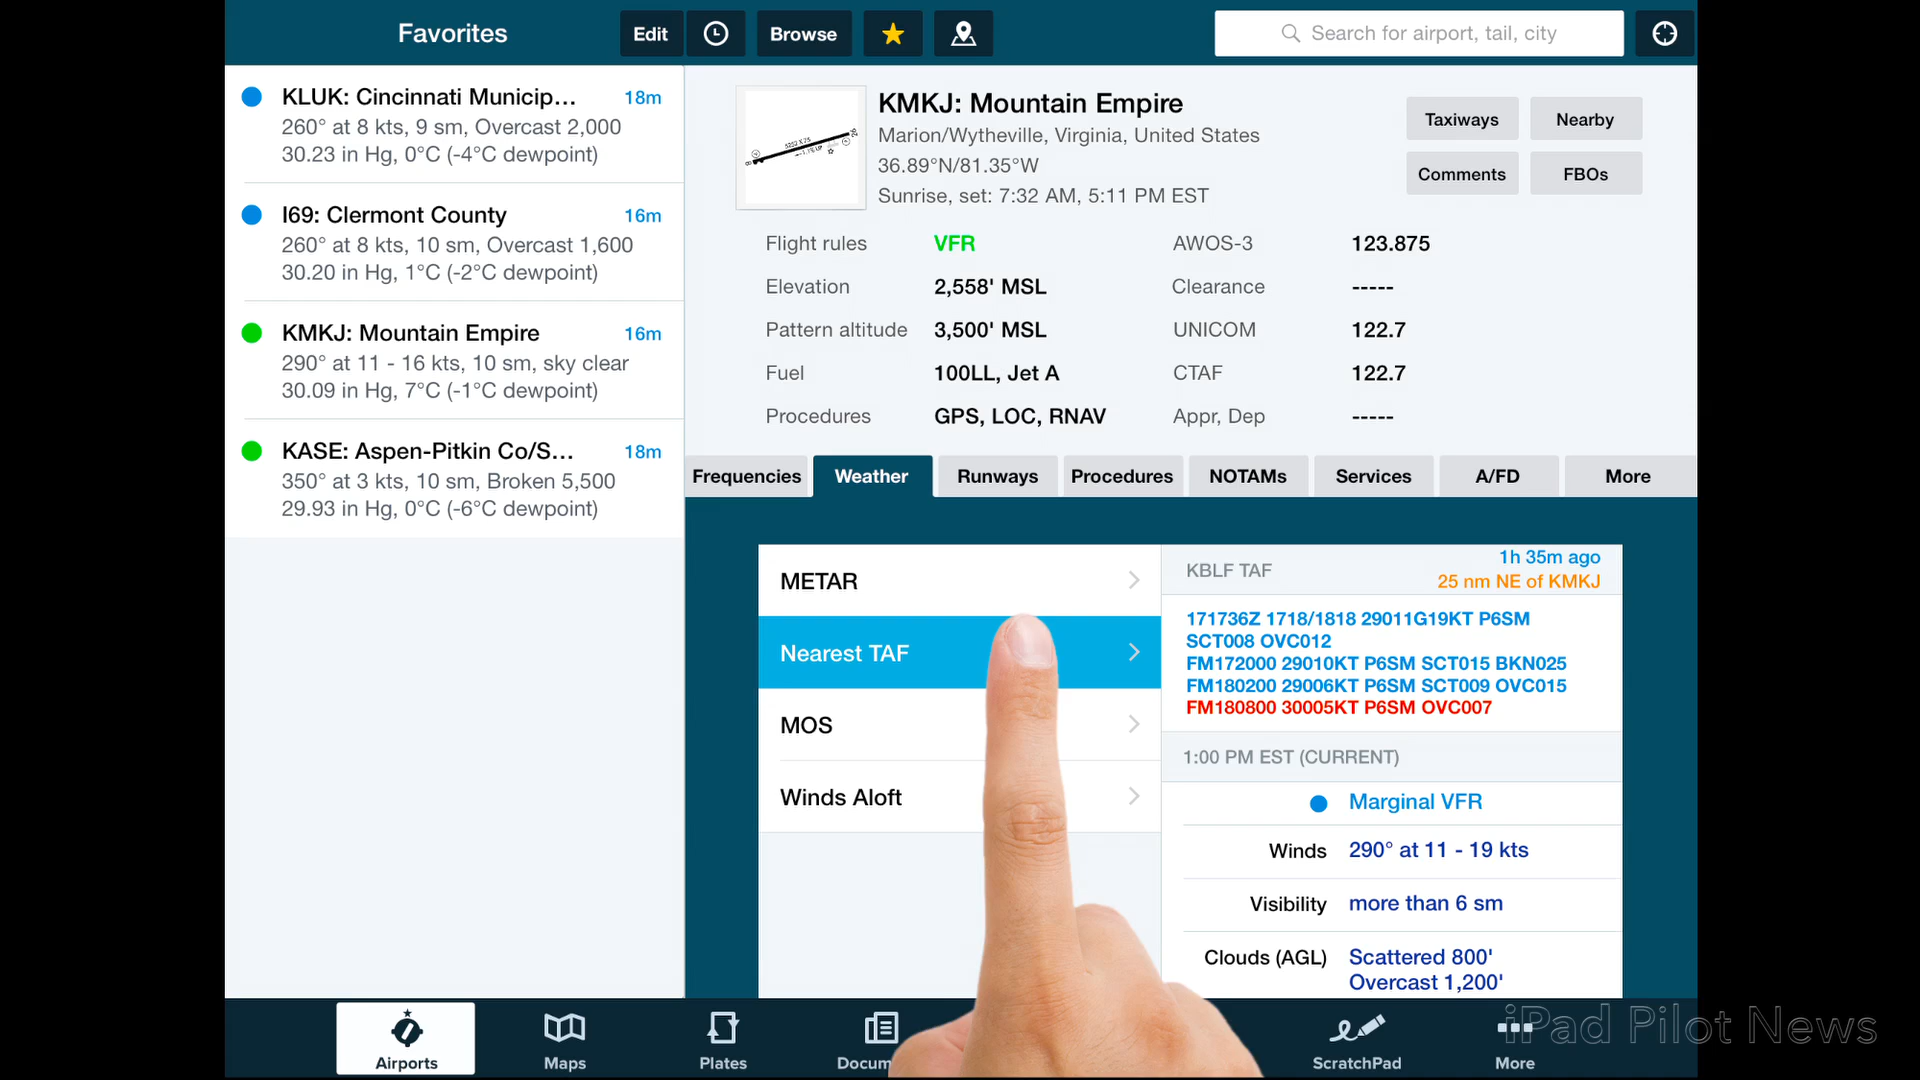 Favorites
Edit
Browse
Search for airport, tail, city
KLUK: Cincinnati Municip...
18m
260° at 8 kts, 9 sm, Overcast 2,000
30.23 in Hg, 0°C (-4°C dewpoint)
I69: Clermont County
16m
260° at 8 kts, 10 sm, Overcast 1,600
30.20 in Hg, 1°C (-2°C dewpoint)
KMKJ: Mountain Empire
16m
290° at 11 - 16 kts, 10 sm, sky clear
30.09 in Hg, 7°C (-1°C dewpoint)
KASE: Aspen-Pitkin Co/S...
18m
350° at 3 kts, 10 sm, Broken 5,500
29.93 in Hg, 0°C (-6°C dewpoint)
KMKJ: Mountain Empire
Marion/Wytheville, Virginia, United States
36.89°N/81.35°W
Sunrise, set: 7:32 AM, 5:11 PM EST
Taxiways
Nearby
Comments
FBOs
Flight rules
VFR
AWOS-3
123.875
Elevation
2,558' MSL
Clearance
-----
Pattern altitude
3,500' MSL
UNICOM
122.7
Fuel
100LL, Jet A
CTAF
122.7
Procedures
GPS, LOC, RNAV
Appr, Dep
-----
Frequencies
Weather
Runways
Procedures
NOTAMs
Services
A/FD
More
METAR
Nearest TAF
MOS
Winds Aloft
KBLF TAF
1h 35m ago
25 nm NE of KMKJ
171736Z 1718/1818 29011G19KT P6SM
SCT008 OVC012
FM172000 29010KT P6SM SCT015 BKN025
FM180200 29006KT P6SM SCT009 OVC015
FM180800 30005KT P6SM OVC007
1:00 PM EST (CURRENT)
Marginal VFR
Winds
290° at 11 - 19 kts
Visibility
more than 6 sm
Clouds (AGL)
Scattered 800'
Overcast 1,200'
Airports
Maps
Plates
Docum
ScratchPad
More
iPad Pilot News